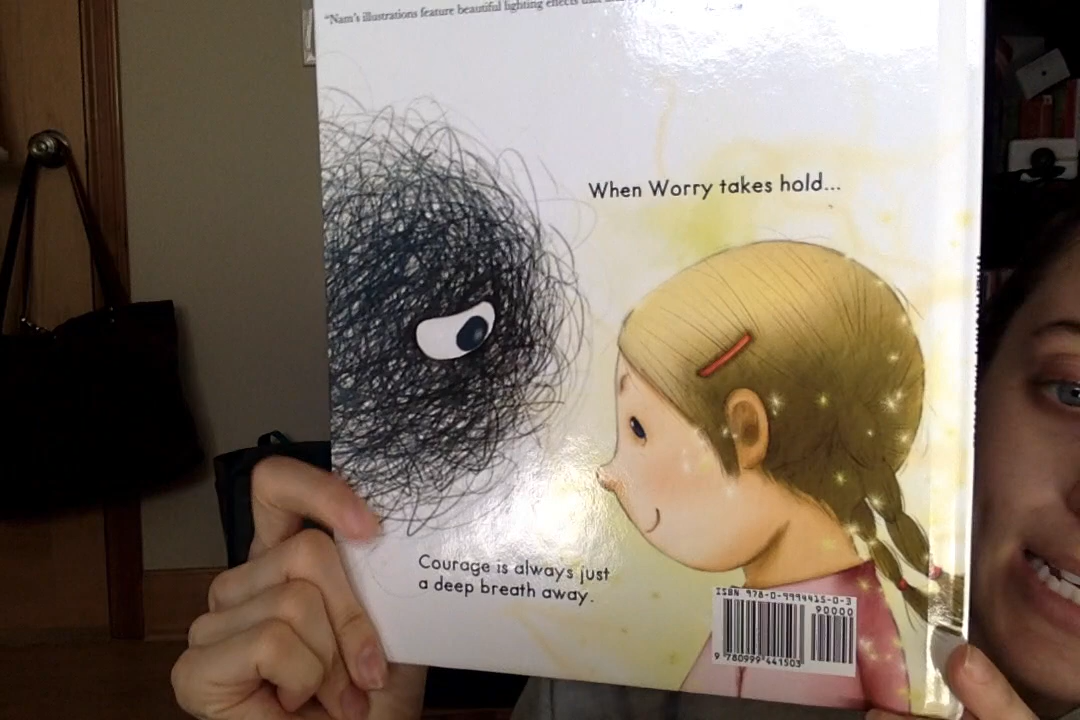 "Nam's illustrations feature beautiful lighting effects
When Worry takes hold...
Courage is always just
a deep breath away.
ISBN 978-0-9994415-0-3
90000
9 780999 441503